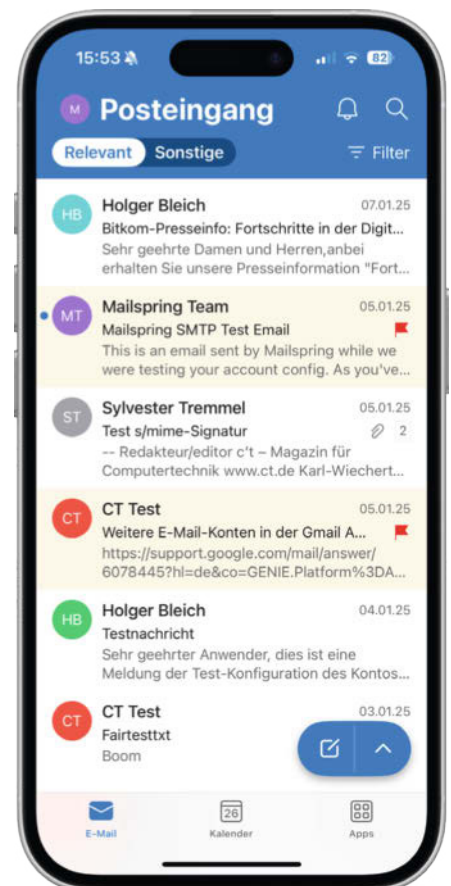 15:53
82
M
Posteingang
Relevant
Sonstige
Filter
HB
Holger Bleich
07.01.25
Bitkom-Presseinfo: Fortschritte in der Digit...
Sehr geehrte Damen und Herren,anbei
erhalten Sie unsere Presseinformation "Fort...
MT
Mailspring Team
05.01.25
Mailspring SMTP Test Email
This is an email sent by Mailspring while we
were testing your account config. As you've...
ST
Sylvester Tremmel
05.01.25
Test s/mime-Signatur
2
-- Redakteur/editor c't ~ Magazin für
Computertechnik www.ct.de Karl-Wiechert...
CT
CT Test
05.01.25
Weitere E-Mail-Konten in der Gmail A...
https://support.google.com/mail/answer/
6078445?hl=de&co=GENIE.Platform%3DA...
HB
Holger Bleich
04.01.25
Testnachricht
Sehr geehrter Anwender, dies ist eine
Meldung der Test-Konfiguration des Kontos...
CT
CT Test
03.01.25
Fairtesttxt
Boom
E-Mail
26
Kalender
Apps